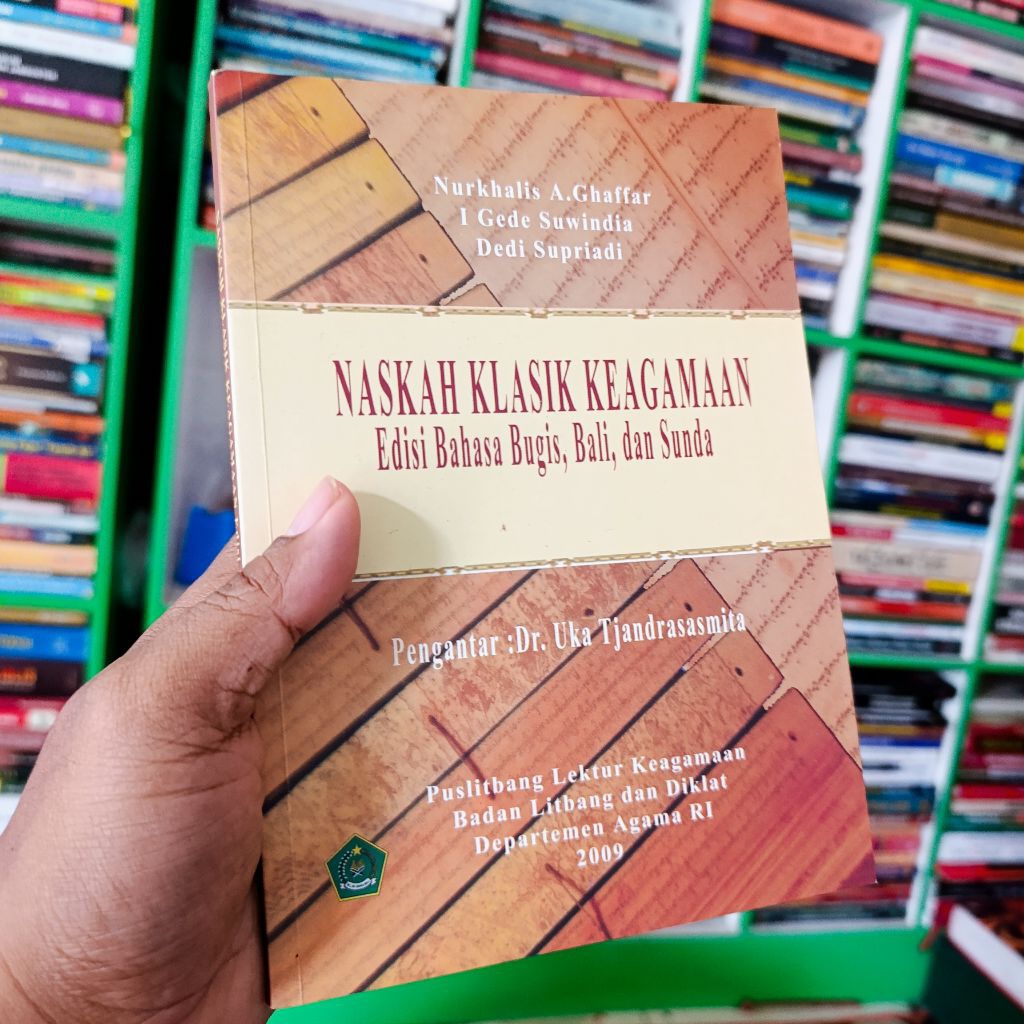 Nurkhalis A.Ghaffar
I Gede Suwindia
Dedi Supriadi
NASKAH KLASIK KEAGAMAAN
Edisi Bahasa Bugis, Bali, dan Sunda
Pengantar :Dr. Uka Tjandrasasmita
Puslitbang Lektur Keagamaan
Badan Litbang dan Diklat
Departemen Agama RI
2009